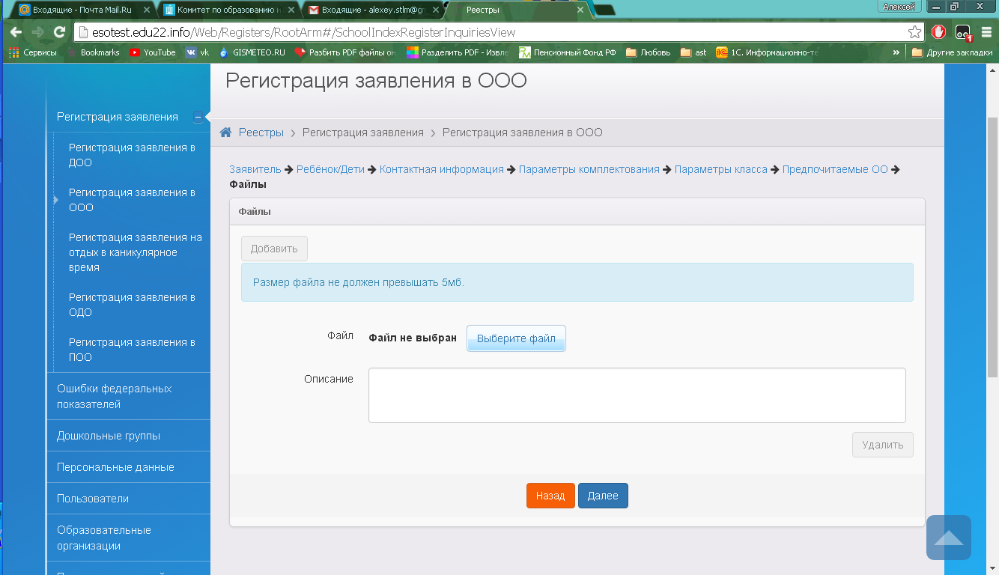 Входящие - Почта Mail.Ru
Комитет по образованию и
Входящие - alexey.stlm@gm
Реестры
Алексей
esotest.edu22.info/Web/Registers/RootArm#/SchoolIndexRegisterInquiriesView
Сервисы
Bookmarks
YouTube
vk
GISMETEO.RU
Разбить PDF файлы он
Разделить PDF - Извле
Пенсионный Фонд РФ
Любовь
ast
1С. Информационно-те
»
Другие закладки
Регистрация заявления в ООО
Реестры > Регистрация заявления > Регистрация заявления в ООО
Регистрация заявления
Регистрация заявления в
ДОО
Регистрация заявления в
ООО
Регистрация заявления на
отдых в каникулярное
время
Регистрация заявления в
ОДО
Регистрация заявления в
ПОО
Ошибки федеральных
показателей
Дошкольные группы
Персональные данные
Пользователи
Образовательные
организации
Заявитель → Ребёнок/Дети → Контактная информация → Параметры комплектования → Параметры класса → Предпочитаемые ОО →
Файлы
Файлы
Добавить
Размер файла не должен превышать 5мб.
Файл Файл не выбран Выберите файл
Описание
Удалить
Назад Далее